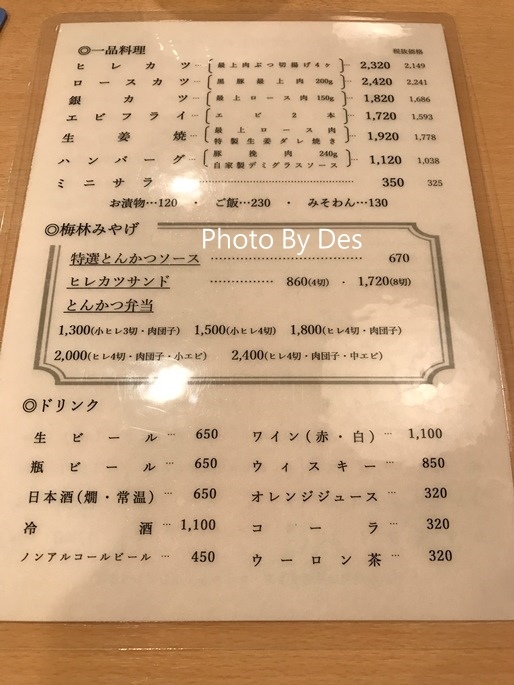 ◎一品料理 税抜価格
ヒレカツ… 最上肉ぶつ切揚げ4ヶ … 2,320 2,149
ロースカツ… 黒豚最上肉 200g … 2,420 2,241
銀カツ… 最上ロース肉 150g … 1,820 1,686
エビフライ… エビ2本 … 1,720 1,593
生姜焼… 最上ロース肉 特製生姜ダレ焼き … 1,920 1,778
ハンバーグ… 豚挽肉 240g 自家製デミグラスソース … 1,120 1,038
ミニサラ ………… 350 325
お漬物…120 ・ ご飯…230 ・ みそわん…130
◎梅林みやげ
Photo By Des
特選とんかつソース ………… 670
ヒレカツサンド ………… 860(4切) ・ 1,720(8切)
とんかつ弁当
1,300(小ヒレ3切・肉団子) 1,500(小ヒレ4切) 1,800(ヒレ4切・肉団子)
2,000(ヒレ4切・肉団子・小エビ) 2,400(ヒレ4切・肉団子・中エビ)
◎ドリンク
生ビール … 650 ワイン(赤・白) … 1,100
瓶ビール … 650 ウィスキー … 850
日本酒(燗・常温) … 650 オレンジジュース … 320
冷酒 … 1,100 コーラ … 320
ノンアルコールビール … 450 ウーロン茶 … 320